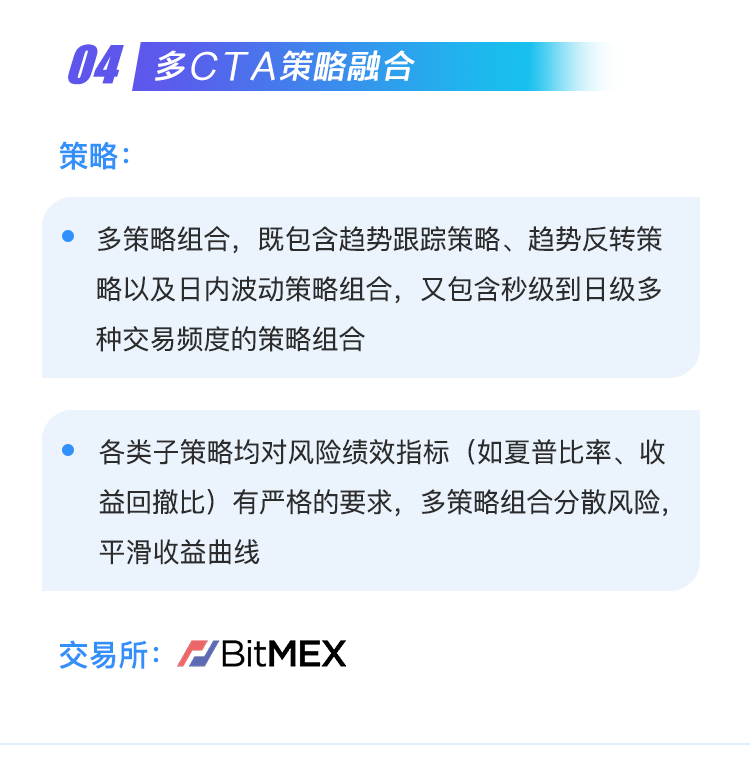 04 多CTA策略融合
策略：
多策略组合，既包含趋势跟踪策略、趋势反转策
略以及日内波动策略组合，又包含秒级到日级多
种交易频度的策略组合
各类子策略均对风险绩效指标（如夏普比率、收
益回撤比）有严格的要求，多策略组合分散风险，
平滑收益曲线
交易所： BitMEX